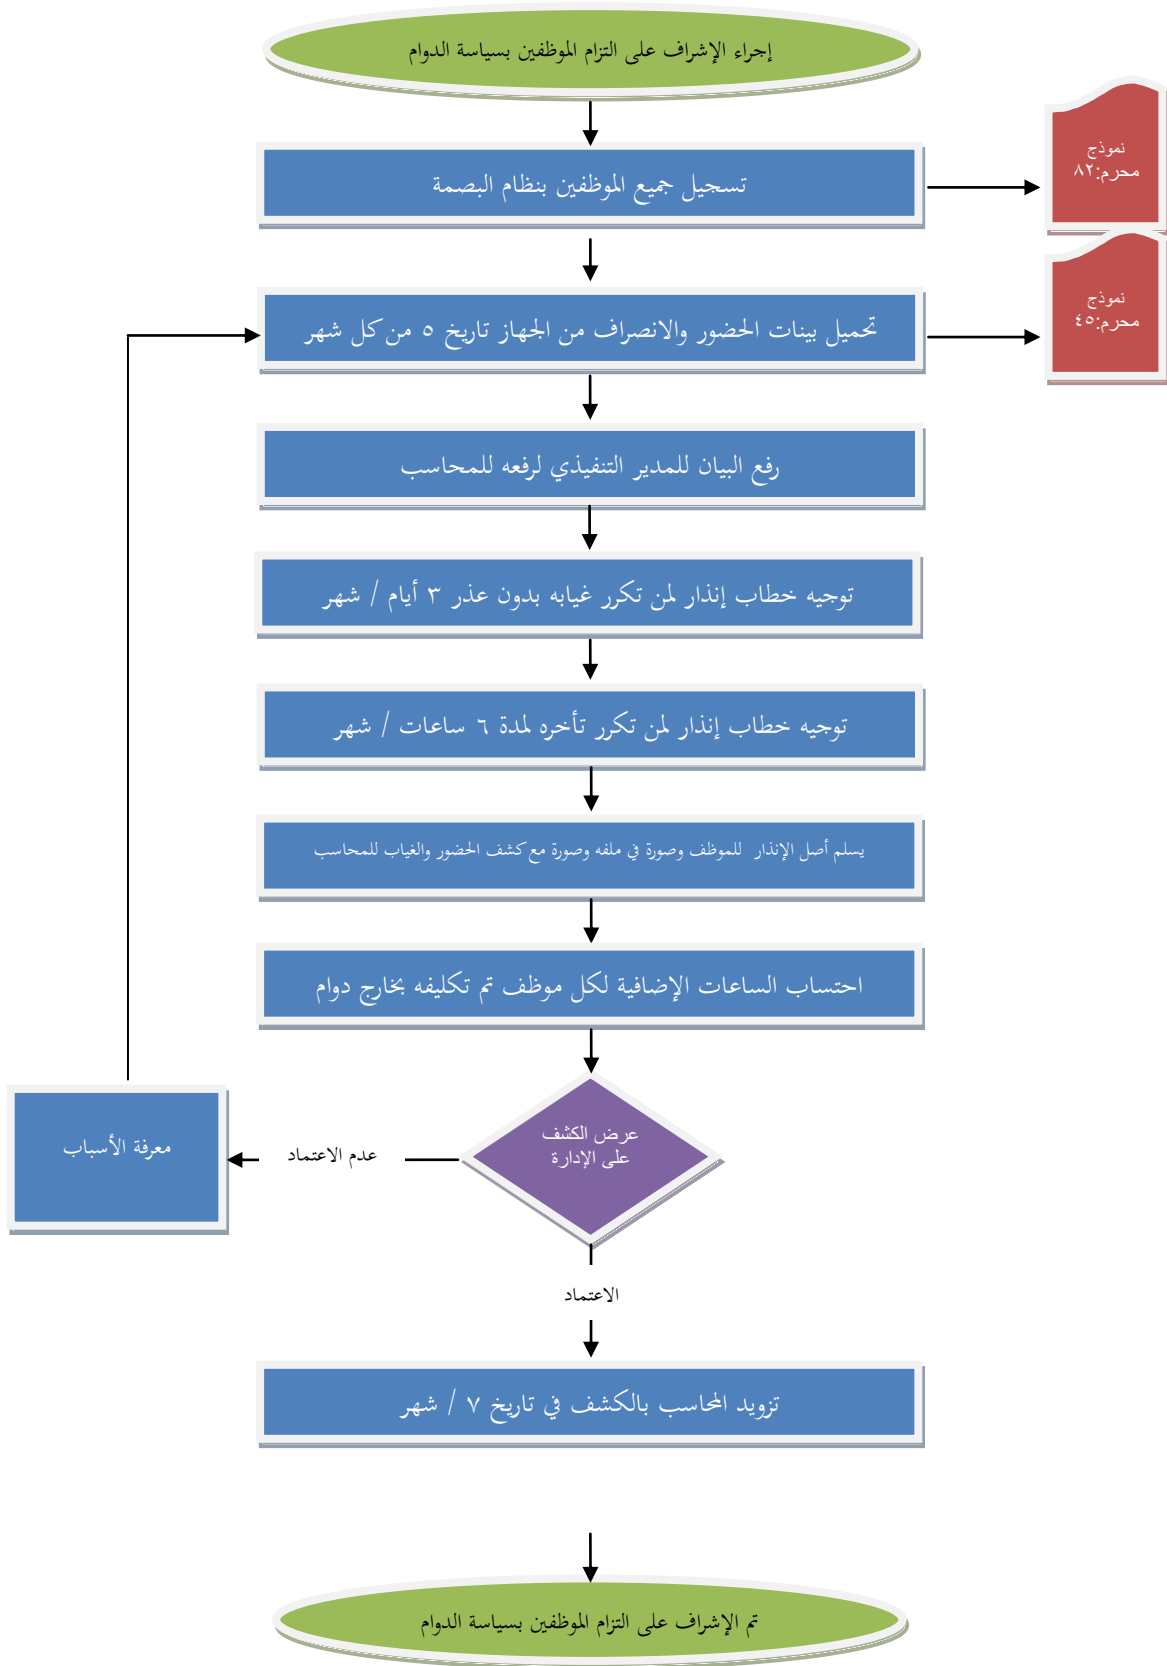 إجراء الإشراف على التزام الموظفين بسياسة الدوام
تسجيل جميع الموظفين بنظام البصمة
نموذج
محرم:٨٢
تحميل بينات الحضور والانصراف من الجهاز تاريخ ٥ من كل شهر
نموذج
محرم:٤٥
رفع البيان للمدير التنفيذي لرفعه للمحاسب
توجيه خطاب إنذار لمن تكرر غيابه بدون عذر ٣ أيام / شهر
توجيه خطاب إنذار لمن تكرر تأخره لمدة ٦ ساعات / شهر
يسلم أصل الإنذار للموظف وصورة في ملفه وصورة مع كشف الحضور والغياب للمحاسب
احتساب الساعات الإضافية لكل موظف تم تكليفه بخارج دوام
عرض الكشف
على الإدارة
عدم الاعتماد
معرفة الأسباب
الاعتماد
تزويد المحاسب بالكشف في تاريخ ٧ / شهر
تم الإشراف على التزام الموظفين بسياسة الدوام